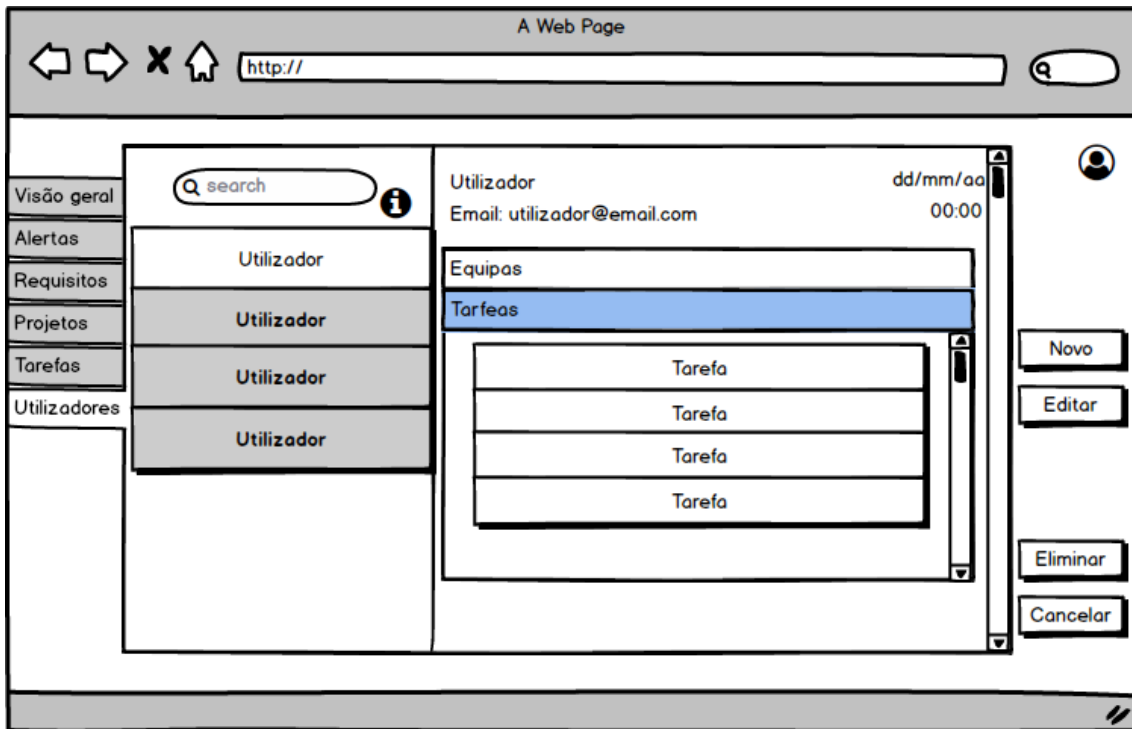 A Web Page
http://
Visão geral
Alertas
Requisitos
Projetos
Tarefas
Utilizadores
search
Utilizador
Utilizador
Utilizador
Utilizador
Utilizador
dd/mm/aa
Email: utilizador@email.com
00:00
Equipas
Tarfeas
Tarefa
Tarefa
Tarefa
Tarefa
Novo
Editar
Eliminar
Cancelar